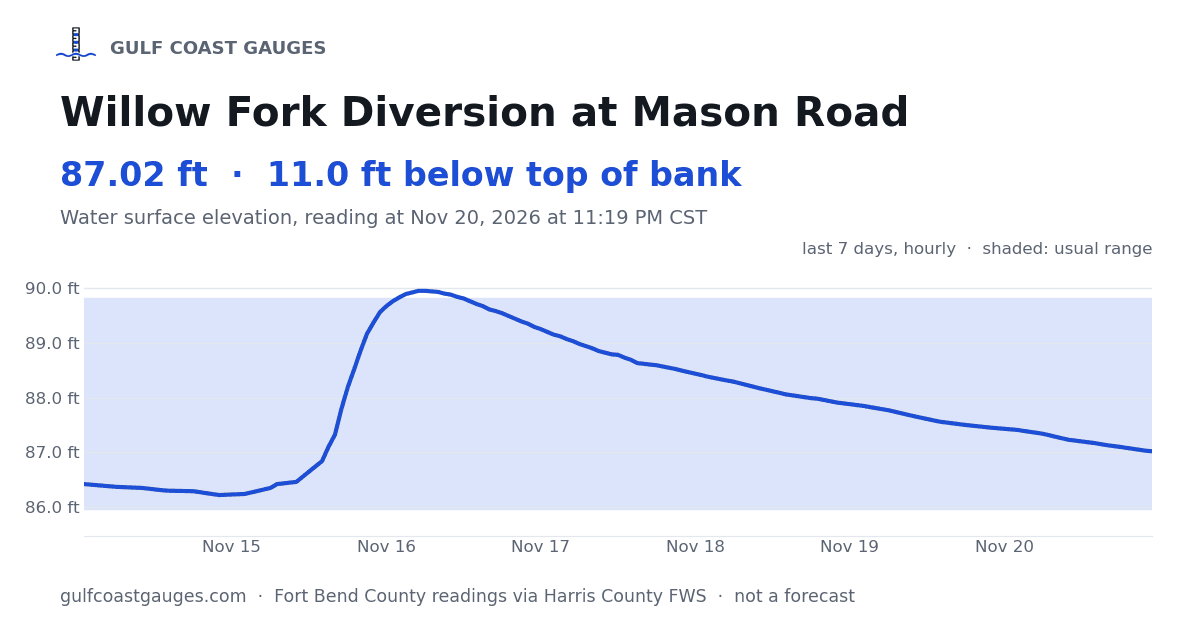 GULF COAST GAUGES
Willow Fork Diversion at Mason Road
87.02 ft · 11.0 ft below top of bank
Water surface elevation, reading at Nov 20, 2026 at 11:19 PM CST
last 7 days, hourly · shaded: usual range
90.0 ft
89.0 ft
88.0 ft
87.0 ft
86.0 ft
Nov 15 Nov 16 Nov 17 Nov 18 Nov 19 Nov 20
gulfcoastgauges.com · Fort Bend County readings via Harris County FWS · not a forecast